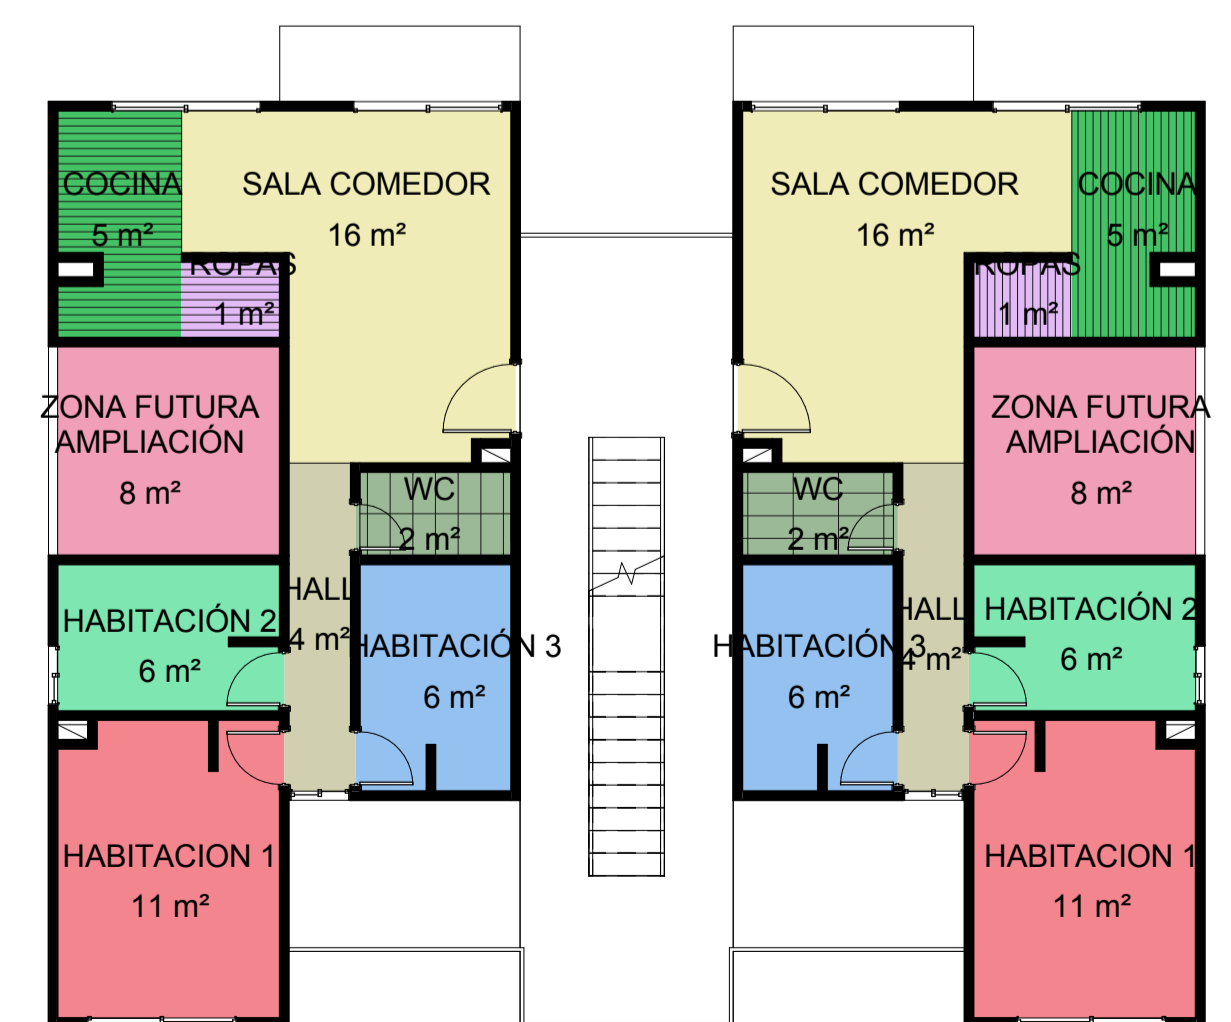 COCINA
5 m²
SALA COMEDOR
16 m²
SALA COMEDOR
16 m²
COCINA
5 m²
ROPAS
1 m²
ROPAS
1 m²
ZONA FUTURA
AMPLIACIÓN
8 m²
ZONA FUTURA
AMPLIACIÓN
8 m²
WC
2 m²
WC
2 m²
HABITACIÓN 2
6 m²
HALL
4 m²
HABITACIÓN 3
6 m²
HABITACIÓN 3
6 m²
HALL
4 m²
HABITACIÓN 2
6 m²
HABITACION 1
11 m²
HABITACION 1
11 m²